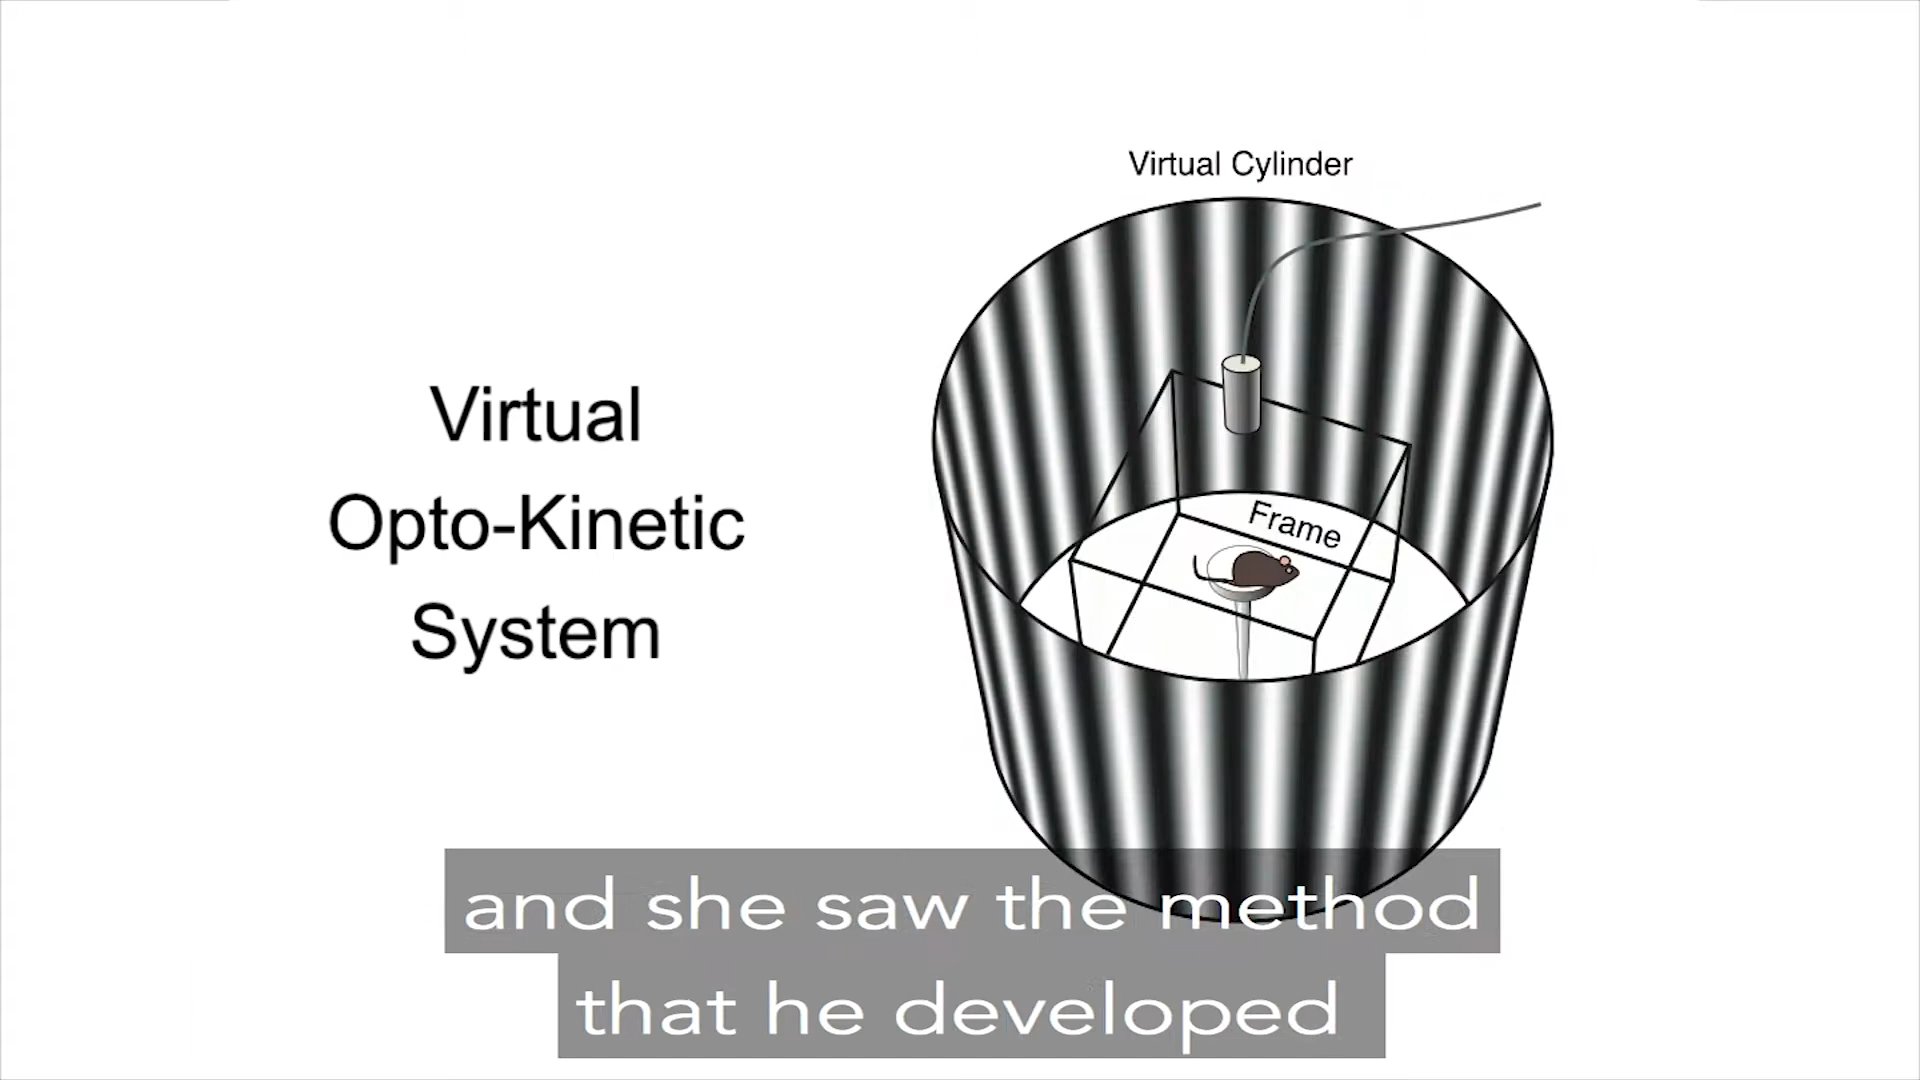 Virtual Cylinder
Virtual
Opto-Kinetic
System
Frame
and she saw the method
that he developed